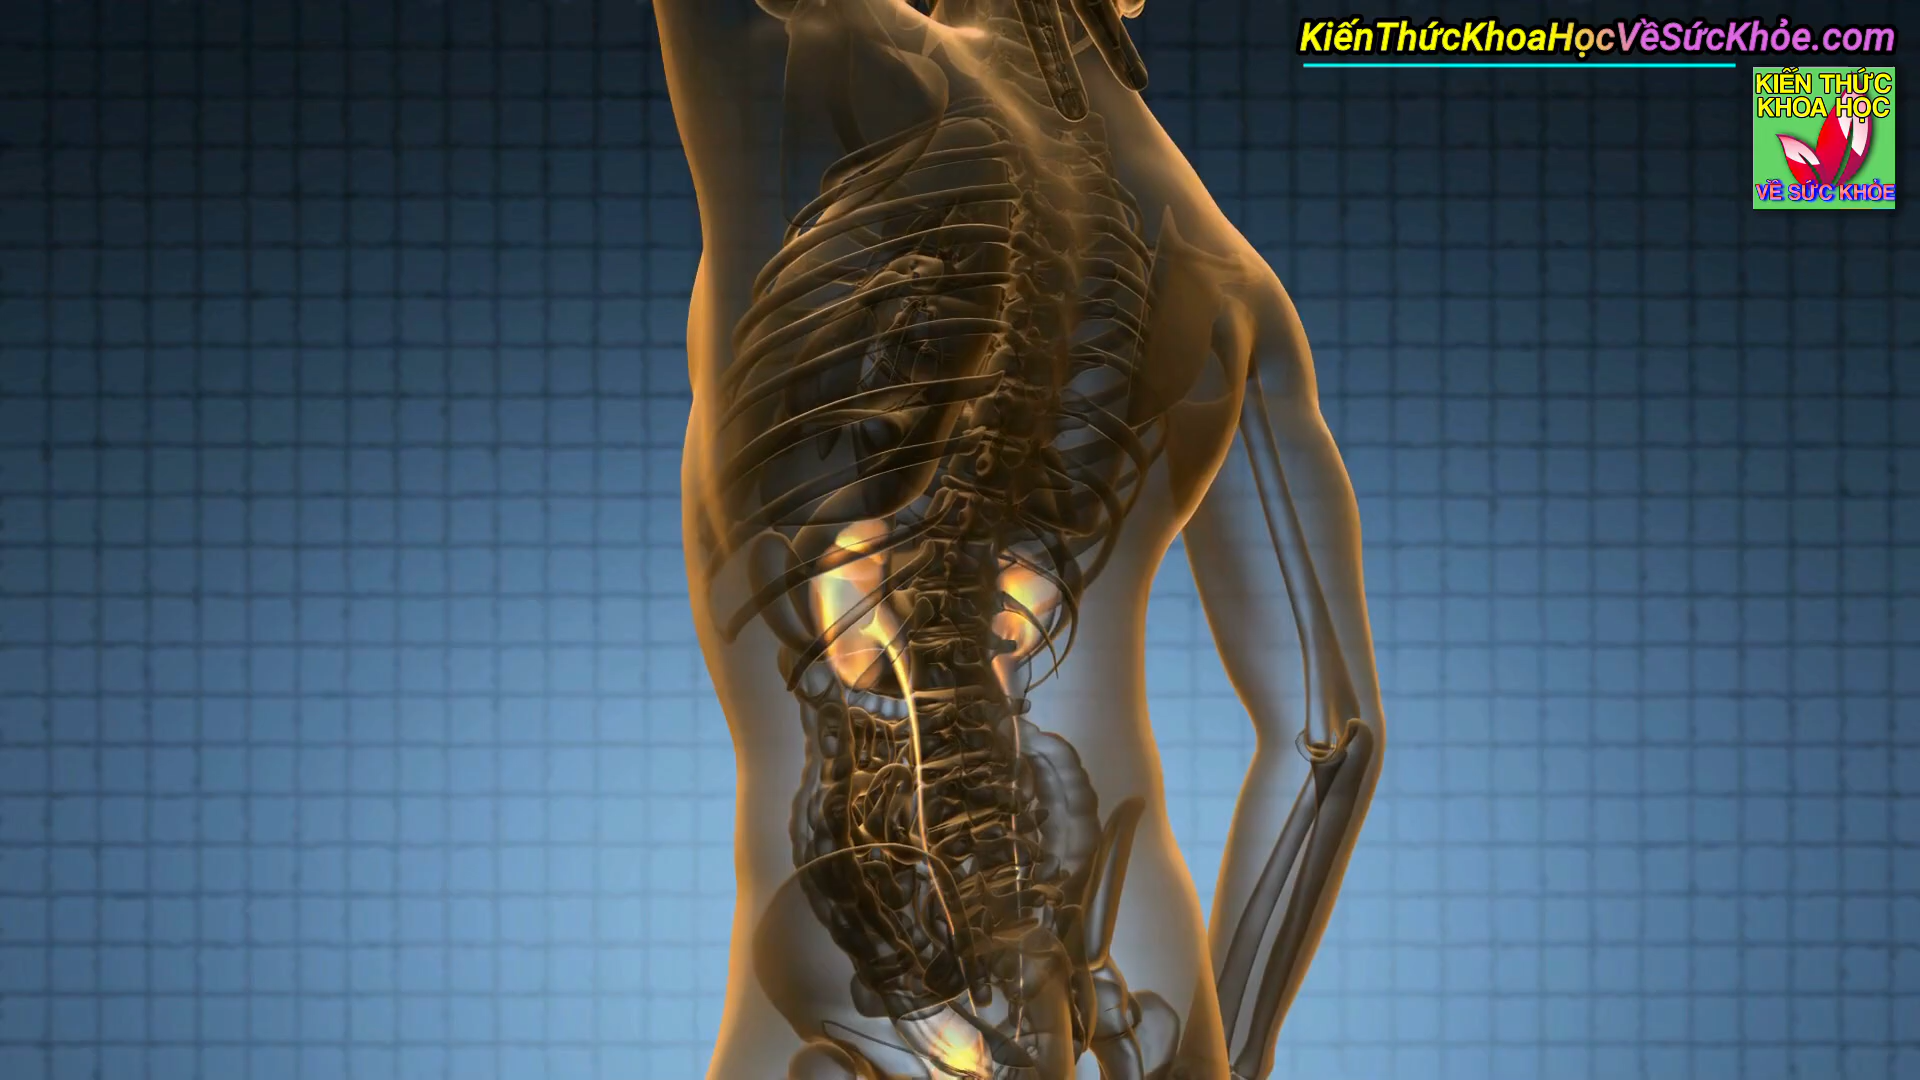 KiếnThứcKhoaHọcVềSứcKhỏe.com
KIẾN THỨC
KHOA HỌC
VỀ SỨC KHỎE